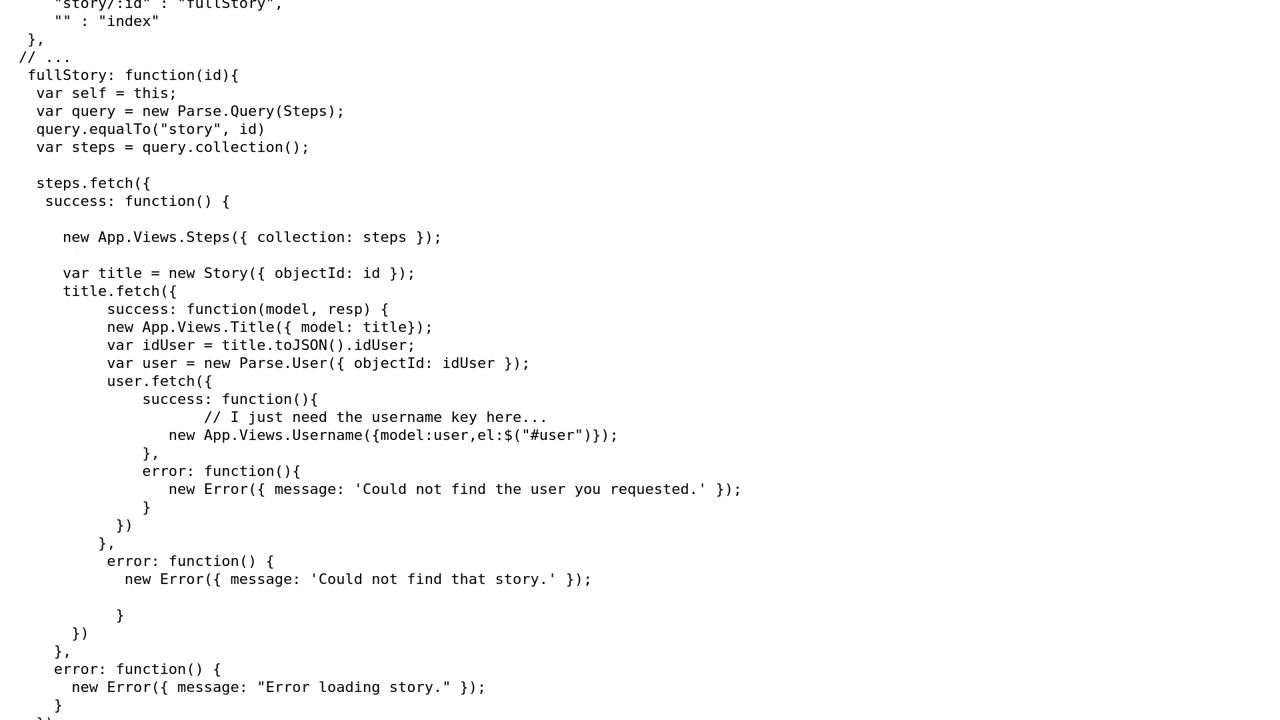 "story/:id" : "fullStory",
"" : "index"
},
// ...
fullStory: function(id){
var self = this;
var query = new Parse.Query(Steps);
query.equalTo("story", id)
var steps = query.collection();
steps.fetch({
success: function() {
new App.Views.Steps({ collection: steps });
var title = new Story({ objectId: id });
title.fetch({
success: function(model, resp) {
new App.Views.Title({ model: title});
var idUser = title.toJSON().idUser;
var user = new Parse.User({ objectId: idUser });
user.fetch({
success: function(){
// I just need the username key here...
new App.Views.Username({model:user,el:$("#user")});
},
error: function(){
new Error({ message: 'Could not find the user you requested.' });
}
})
},
error: function() {
new Error({ message: 'Could not find that story.' });
}
})
},
error: function() {
new Error({ message: "Error loading story." });
}
})